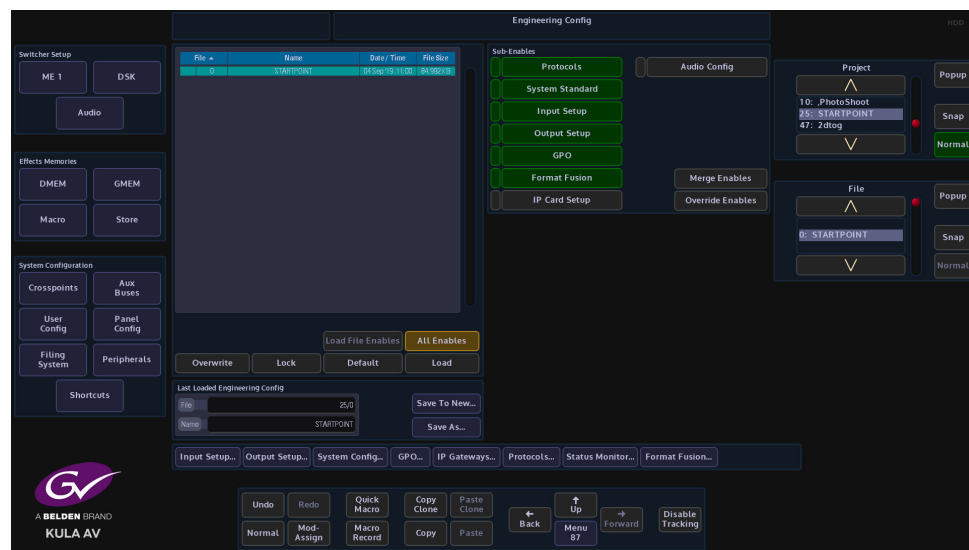 Engineering Config
HDD
Switcher Setup
ME 1
DSK
Audio
Effects Memories
DMEM
GMEM
Macro
Store
System Configuration
Crosspoints
Aux
Buses
User
Config
Panel
Config
Filing
System
Peripherals
Shortcuts
File
Name
Date/ Time
File Size
0
STARTPOINT
04 Sep '19 11:00
84.992 KB
Load File Enables
All Enables
Overwrite
Lock
Default
Load
Last Loaded Engineering Config
File
25/0
Name
STARTPOINT
Save To New...
Save As...
Sub-Enables
Protocols
Audio Config
System Standard
Input Setup
Output Setup
GPO
Format Fusion
Merge Enables
IP Card Setup
Override Enables
Project
10: ,PhotoShoot
25: STARTPOINT
47: 2dtog
Popup
Snap
Normal
File
0: STARTPOINT
Popup
Snap
Normal
Input Setup...
Output Setup...
System Config...
GPO...
IP Gateways...
Protocols...
Status Monitor...
Format Fusion...
GV
A BELDEN BRAND
KULA AV
Undo
Redo
Quick
Macro
Copy
Clone
Paste
Clone
Normal
Mod-
Assign
Macro
Record
Copy
Paste
Back
Up
Menu
87
Forward
Disable
Tracking